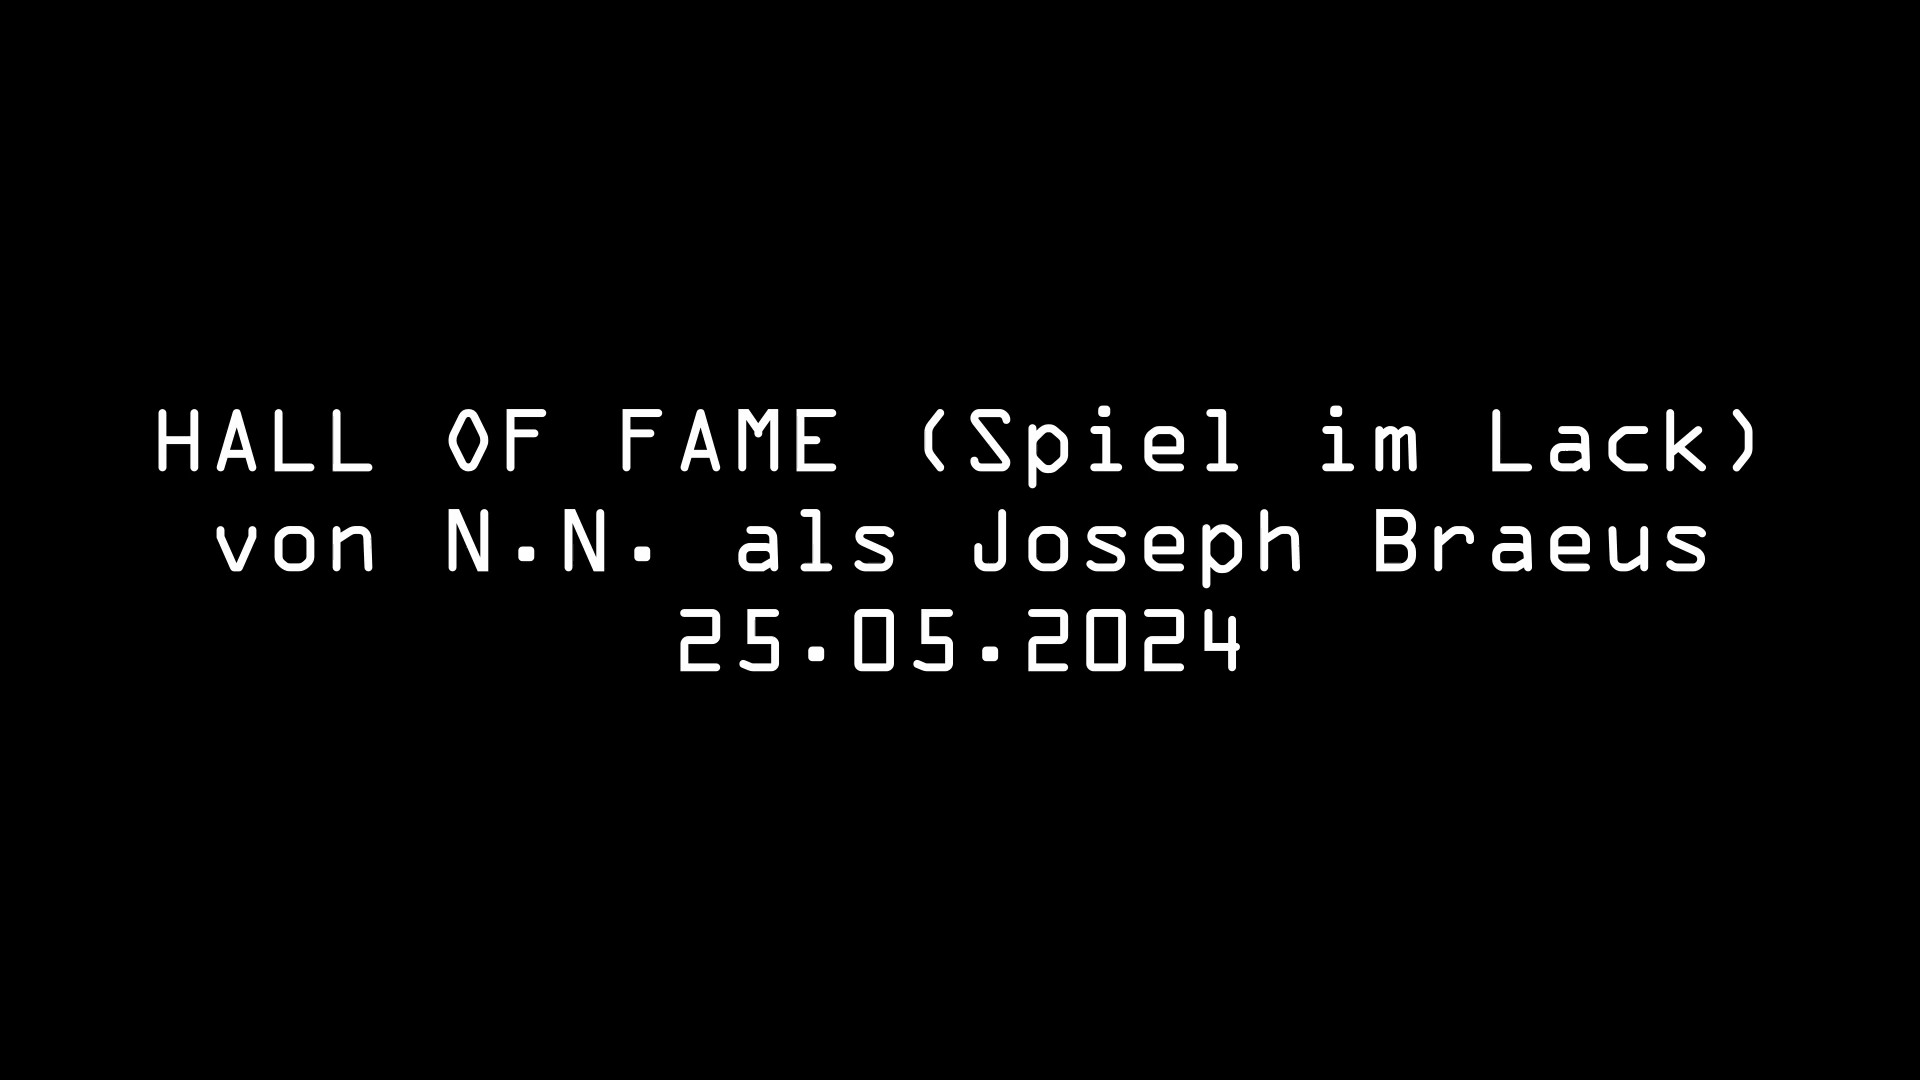 HALL OF FAME (Spiel im Lack)
von N.N. als Joseph Braeus
25.05.2024